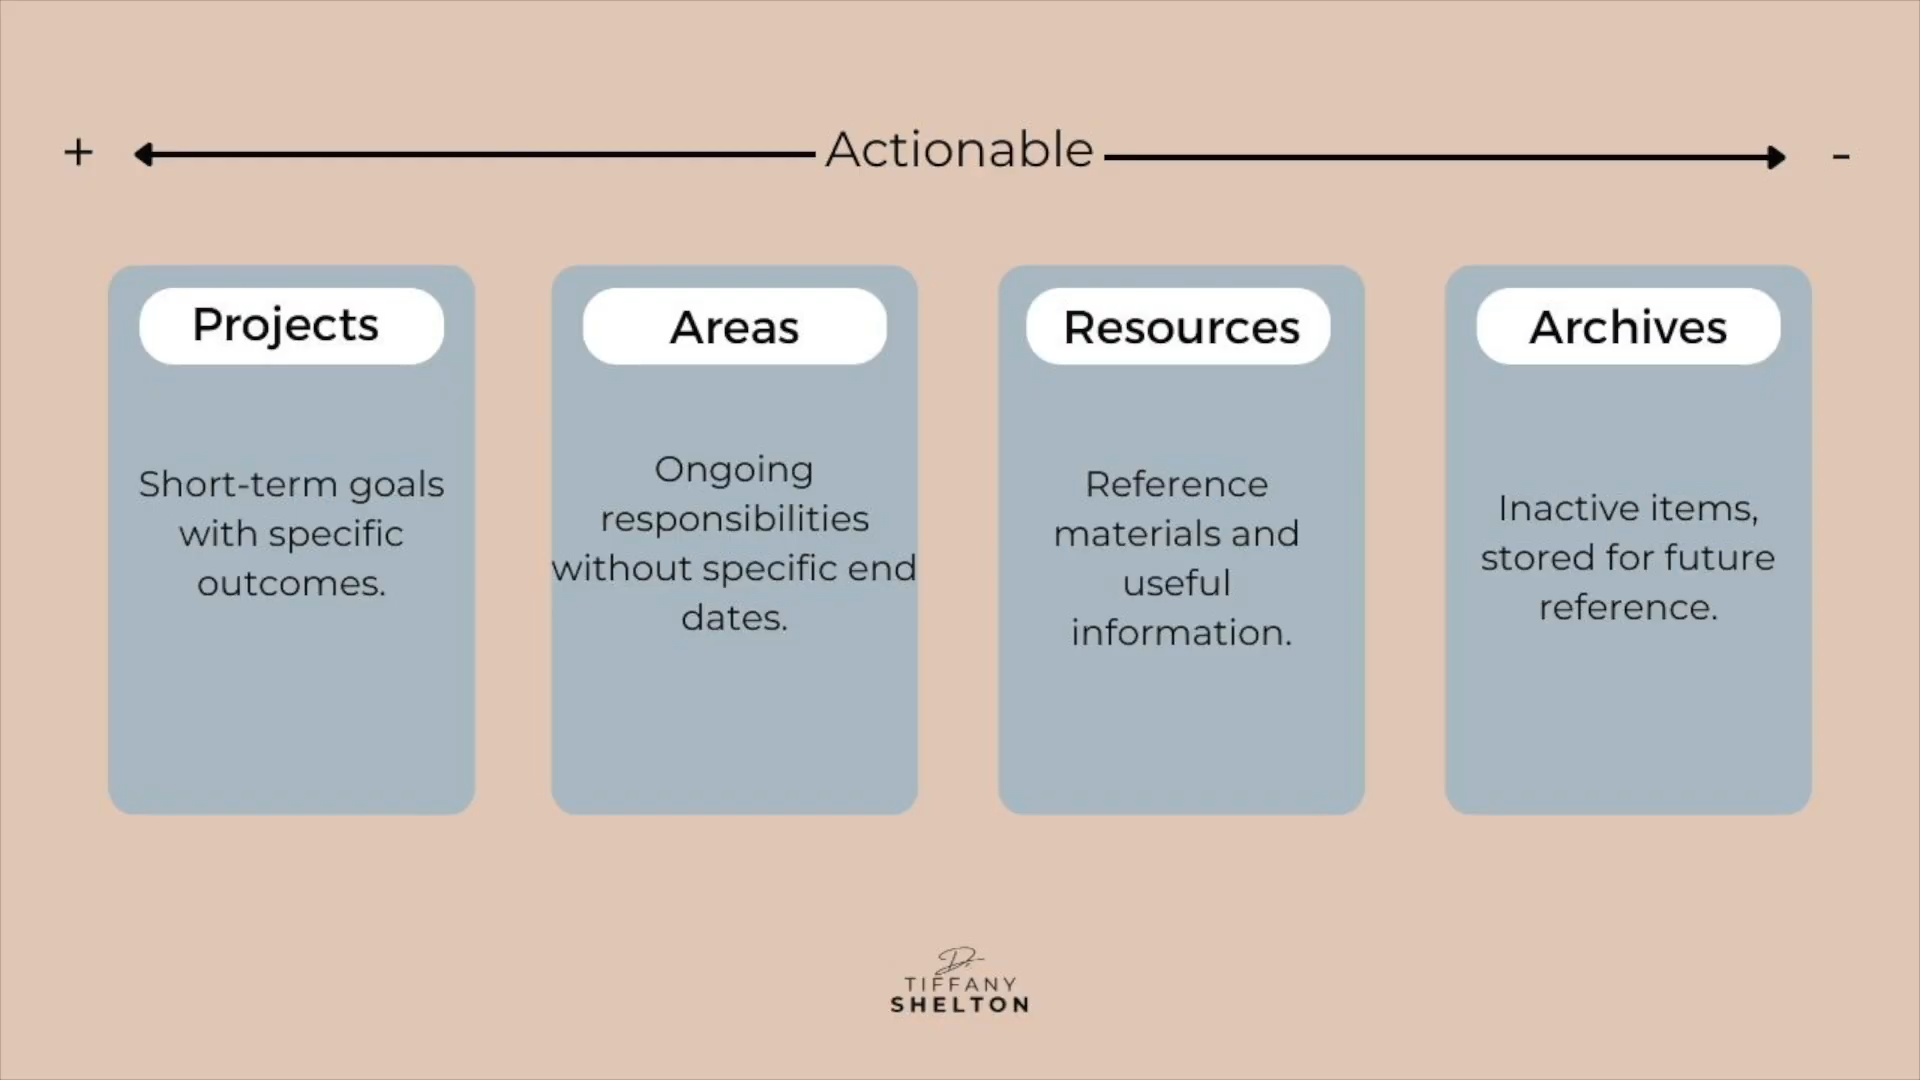 + Actionable -
Projects
Short-term goals
with specific
outcomes.
Areas
Ongoing
responsibilities
without specific end
dates.
Resources
Reference
materials and
useful
information.
Archives
Inactive items,
stored for future
reference.
Dr.
TIFFANY
SHELTON